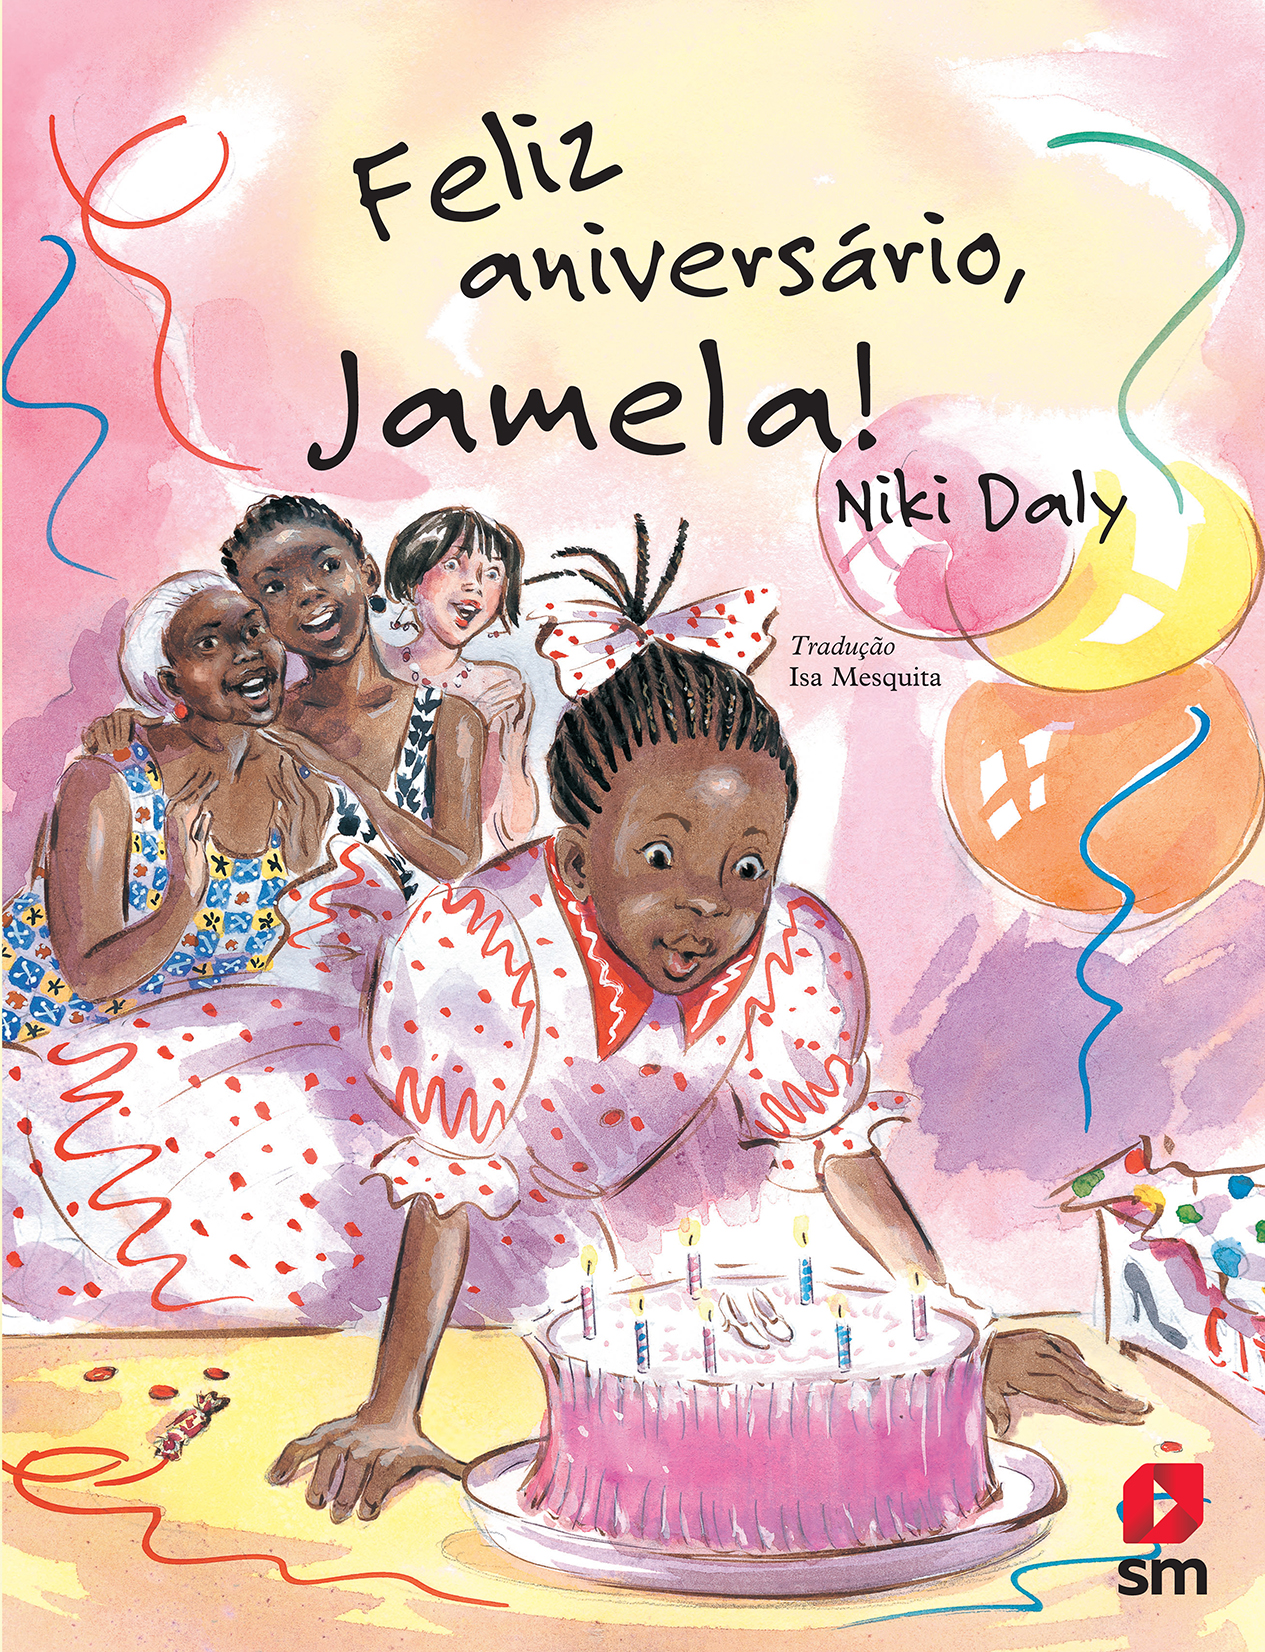 Feliz
aniversário,
Jamela!
Niki Daly
Tradução
Isa Mesquita
sm